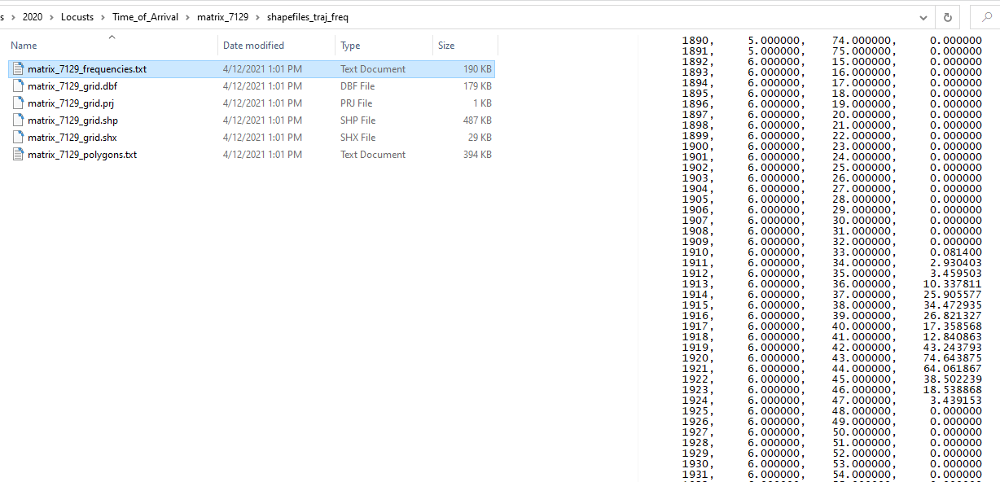 s > 2020 > Locusts > Time_of_Arrival > matrix_7129 > shapefiles_traj_freq
Name Date modified Type Size
matrix_7129_frequencies.txt 4/12/2021 1:01 PM Text Document 190 KB
matrix_7129_grid.dbf 4/12/2021 1:01 PM DBF File 179 KB
matrix_7129_grid.prj 4/12/2021 1:01 PM PRJ File 1 KB
matrix_7129_grid.shp 4/12/2021 1:01 PM SHP File 487 KB
matrix_7129_grid.shx 4/12/2021 1:01 PM SHX File 29 KB
matrix_7129_polygons.txt 4/12/2021 1:01 PM Text Document 394 KB
1890, 5.000000, 74.000000, 0.000000
1891, 5.000000, 75.000000, 0.000000
1892, 6.000000, 15.000000, 0.000000
1893, 6.000000, 16.000000, 0.000000
1894, 6.000000, 17.000000, 0.000000
1895, 6.000000, 18.000000, 0.000000
1896, 6.000000, 19.000000, 0.000000
1897, 6.000000, 20.000000, 0.000000
1898, 6.000000, 21.000000, 0.000000
1899, 6.000000, 22.000000, 0.000000
1900, 6.000000, 23.000000, 0.000000
1901, 6.000000, 24.000000, 0.000000
1902, 6.000000, 25.000000, 0.000000
1903, 6.000000, 26.000000, 0.000000
1904, 6.000000, 27.000000, 0.000000
1905, 6.000000, 28.000000, 0.000000
1906, 6.000000, 29.000000, 0.000000
1907, 6.000000, 30.000000, 0.000000
1908, 6.000000, 31.000000, 0.000000
1909, 6.000000, 32.000000, 0.000000
1910, 6.000000, 33.000000, 0.081400
1911, 6.000000, 34.000000, 2.930403
1912, 6.000000, 35.000000, 3.459503
1913, 6.000000, 36.000000, 10.337811
1914, 6.000000, 37.000000, 25.905577
1915, 6.000000, 38.000000, 34.472935
1916, 6.000000, 39.000000, 26.821327
1917, 6.000000, 40.000000, 17.358568
1918, 6.000000, 41.000000, 12.840863
1919, 6.000000, 42.000000, 43.243793
1920, 6.000000, 43.000000, 74.643875
1921, 6.000000, 44.000000, 64.061867
1922, 6.000000, 45.000000, 38.502239
1923, 6.000000, 46.000000, 18.538868
1924, 6.000000, 47.000000, 3.439153
1925, 6.000000, 48.000000, 0.000000
1926, 6.000000, 49.000000, 0.000000
1927, 6.000000, 50.000000, 0.000000
1928, 6.000000, 51.000000, 0.000000
1929, 6.000000, 52.000000, 0.000000
1930, 6.000000, 53.000000, 0.000000
1931, 6.000000, 54.000000, 0.000000